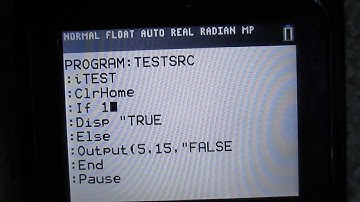 NORMAL FLOAT AUTO REAL RADIAN MP
PROGRAM:TESTSRC
:iTEST
:ClrHome
:If 1
:Disp "TRUE
:Else
:Output(5,15,"FALSE
:End
:Pause